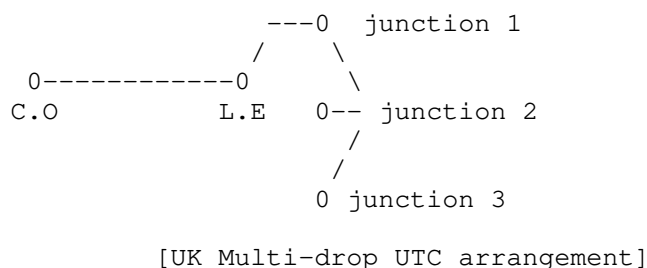 ---0 junction 1
/ \
0------------0 \
C.O L.E 0-- junction 2
/
/
0 junction 3
[UK Multi-drop UTC arrangement]